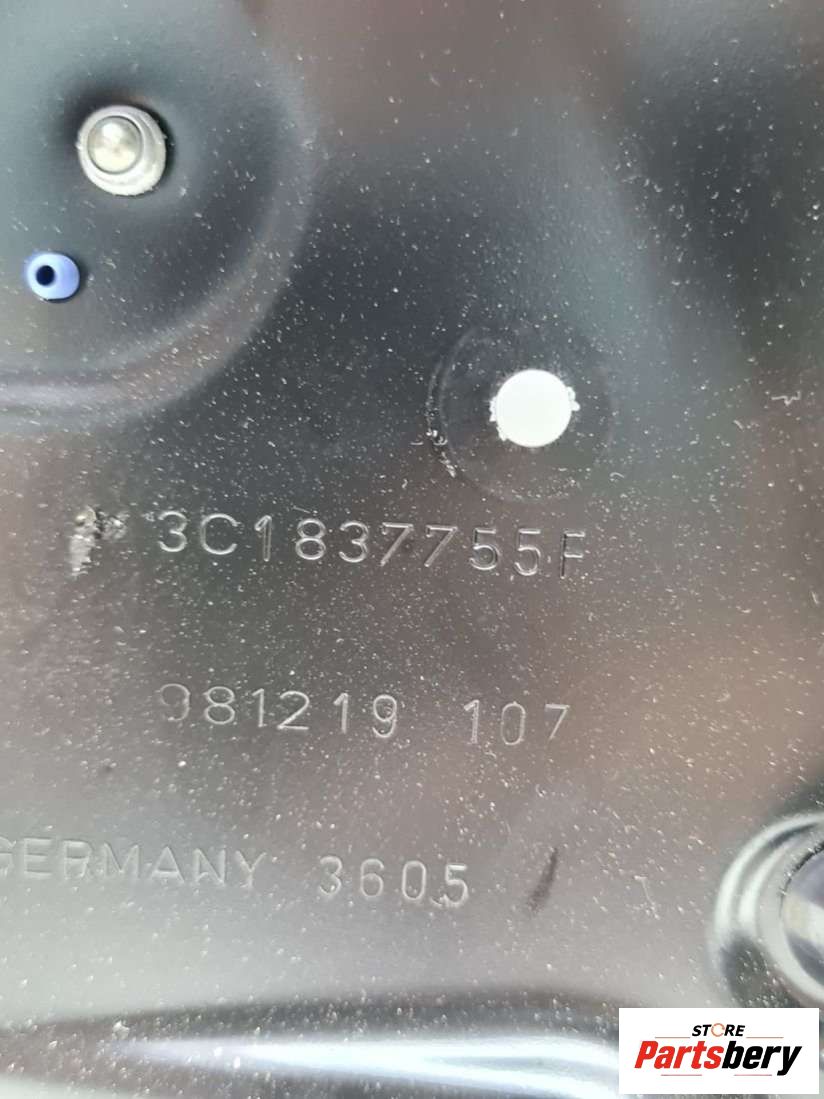 3C1837755F
981219 107
GERMANY 3605
STORE
Partsbery